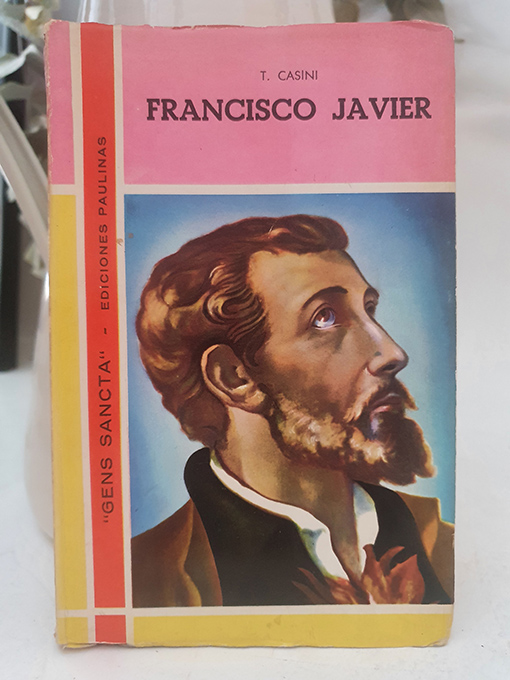 T. CASINI
FRANCISCO JAVIER
"GENS SANCTA" - EDICIONES PAULINAS